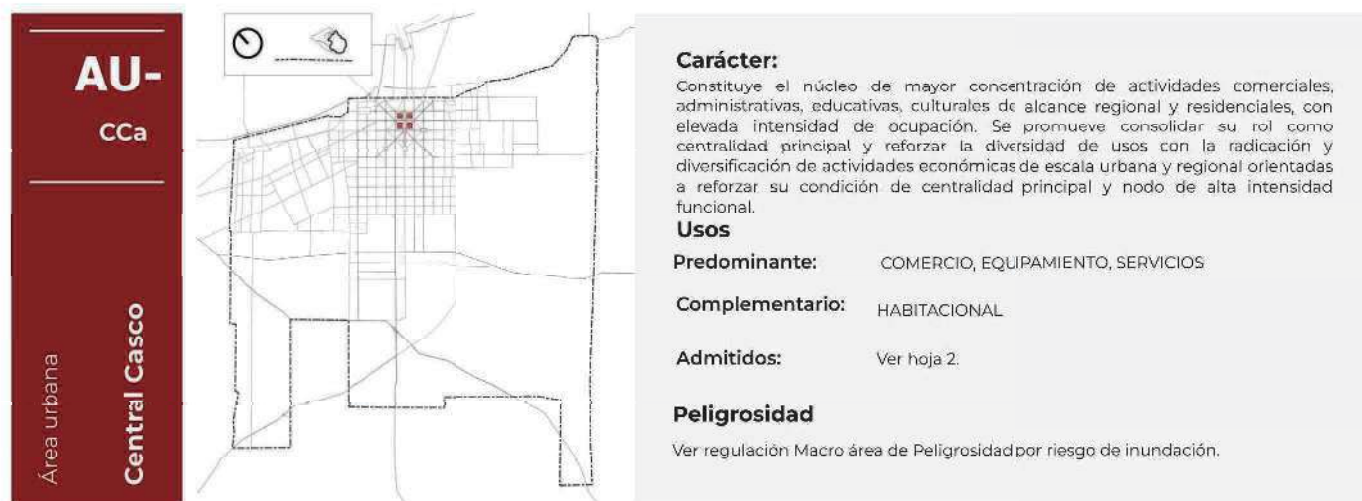 AU-
CCa
Área urbana
Central Casco
Carácter:
Constituye el núcleo de mayor concentración de actividades comerciales,
administrativas, educativas, culturales de alcance regional y residenciales, con
elevada intensidad de ocupación. Se promueve consolidar su rol como
centralidad principal y reforzar la diversidad de usos con la radicación y
diversificación de actividades económicas de escala urbana y regional orientadas
a reforzar su condición de centralidad principal y nodo de alta intensidad
funcional.
Usos
Predominante: COMERCIO, EQUIPAMIENTO, SERVICIOS
Complementario: HABITACIONAL
Admitidos: Ver hoja 2.
Peligrosidad
Ver regulación Macro área de Peligrosidad por riesgo de inundación.